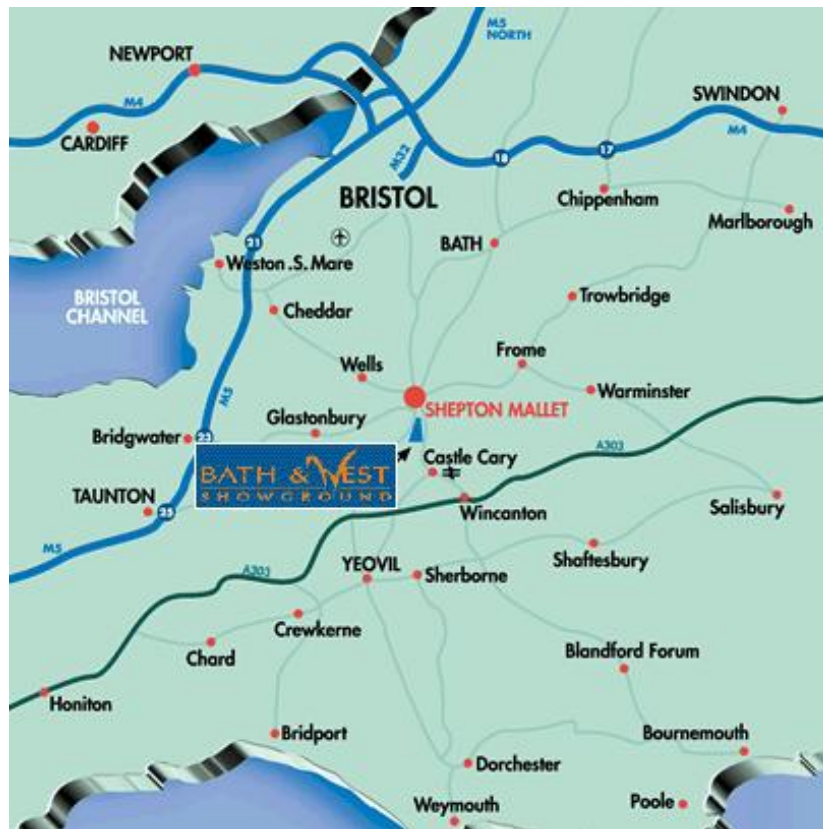 M5
NORTH
NEWPORT
SWINDON
M4
CARDIFF
M32
18
17
M4
BRISTOL
Chippenham
Marlborough
21
BATH
Weston .S. Mare
BRISTOL
CHANNEL
Cheddar
Trowbridge
Wells
Frome
M5
SHEPTON MALLET
Warminster
Glastonbury
Bridgwater
23
A303
BATH & WEST
SHOWGROUND
Castle Cary
TAUNTON
25
Wincanton
Salisbury
M5
YEOVIL
Sherborne
Shaftesbury
A303
Crewkerne
Chard
Blandford Forum
Honiton
Bridport
Bournemouth
Dorchester
Weymouth
Poole